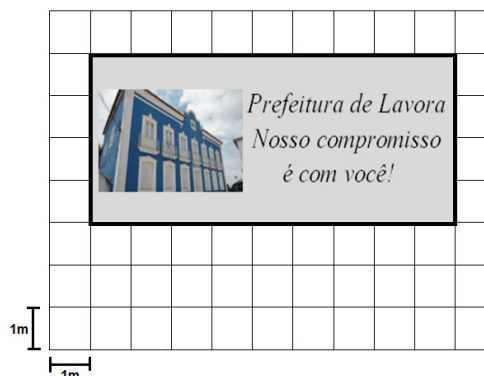 Prefeitura de Lavora
Nosso compromisso
é com você!
1m
1m